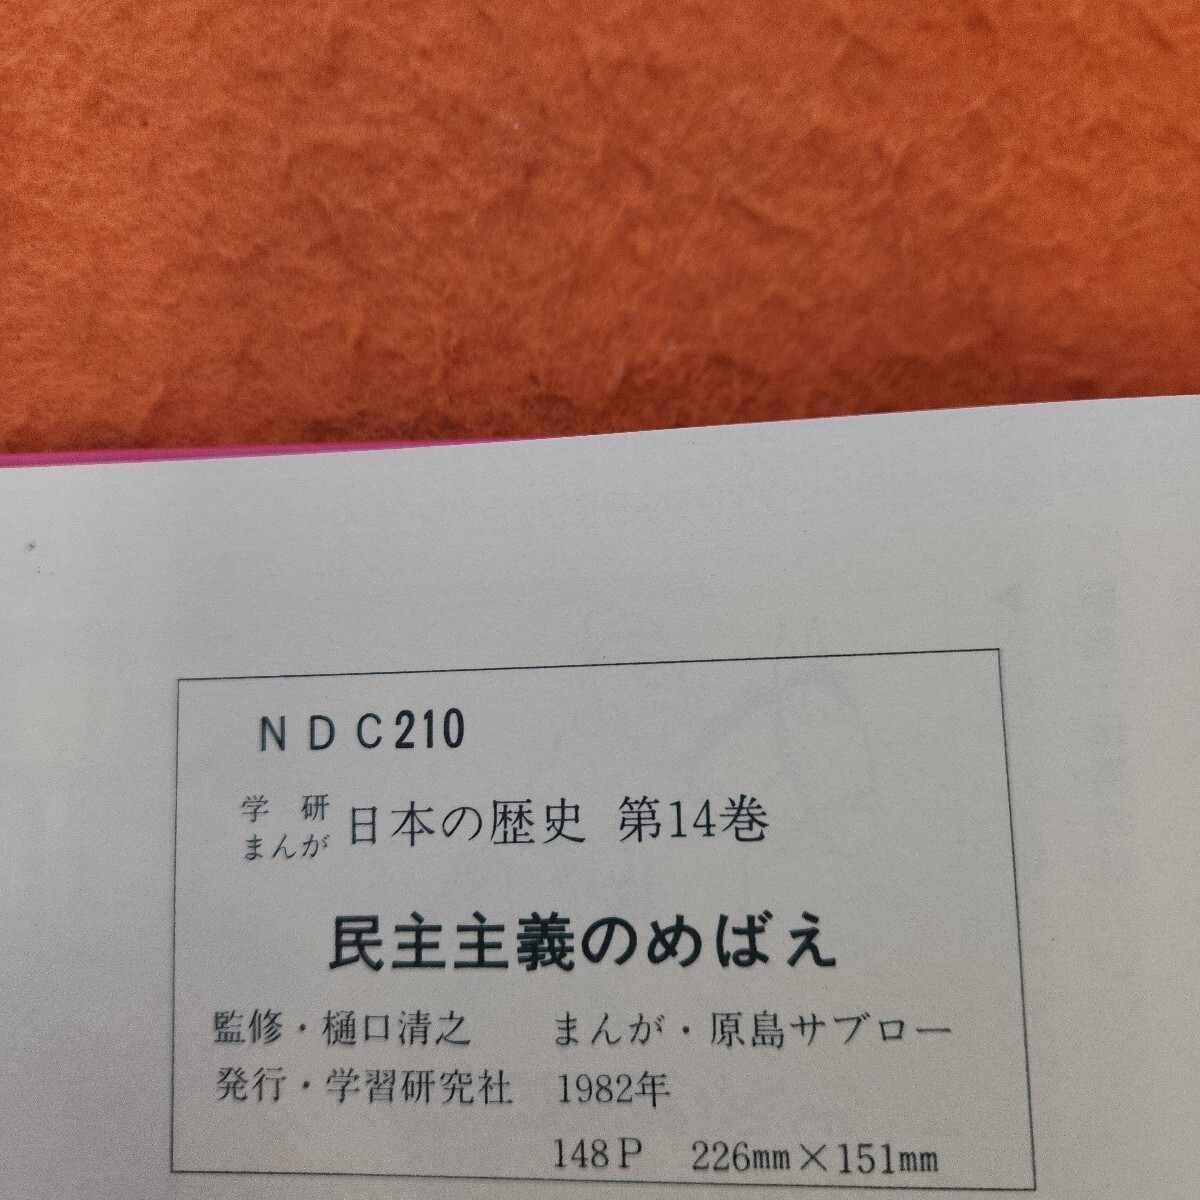 NDC210
学研
まんが 日本の歴史 第14巻
民主主義のめばえ
監修・樋口清之 まんが・原島サブロー
発行・学習研究社 1982年
148P 226mm×151mm